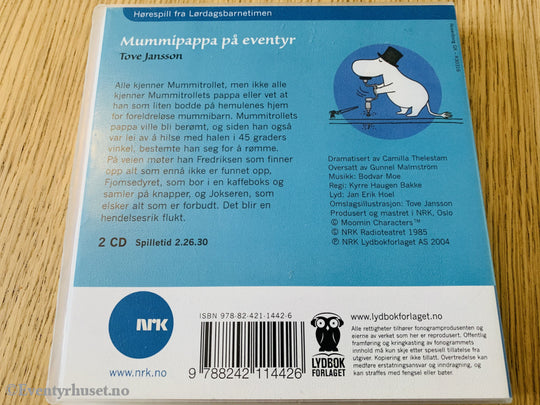 Hørespill fra Lørdagsbarnetimen
Mummipappa på eventyr
Tove Jansson
Alle kjenner Mummitrollet, men ikke alle
kjenner Mummitrollets pappa eller vet at
han som liten bodde på hemulenes hjem
for foreldreløse mummibarn. Mummitrollets
pappa ville bli berømt, og siden han også
var lei av å hilse med halen i 45 graders
vinkel, bestemte han seg for å rømme.
På veien møter han Fredriksen som finner
opp alt som ennå ikke er funnet opp,
Fjomsedyret, som bor i en kaffeboks og
samler på knapper, og Jokseren, som
elsker alt som er forbudt. Det blir en
hendelsesrik flukt.
2 CD Spilletid 2.26.30
Dramatisert av Camilla Thelestam
Oversatt av Gunnel Malmström
Musikk: Bodvar Moe
Regi: Kyrre Haugen Bakke
Lyd: Jan Erik Hoel
Omslagsillustrasjon: Tove Jansson
Produsert og mastret i NRK, Oslo
© Moomin Characters™
© NRK Radioteatret 1985
℗ NRK Lydbokforlaget AS 2004
NRK
www.nrk.no
ISBN 978-82-421-1442-6
9 788242 114426
LYDBOK
FORLAGET
www.lydbokforlaget.no
Alle rettigheter tilhører fonogramprodusenten og
eierne av verket som her er reprodusert. Offentlig
framføring og kringkasting av fonogrammets
innhold må kun skje etter spesiell tillatelse fra
utgiver. Kopiering er ikke tillatt. Overtredelse kan
medføre erstatningsansvar og inndragning, og
kan straffes med fengsel eller bøter.
©Eventyrhuset.no